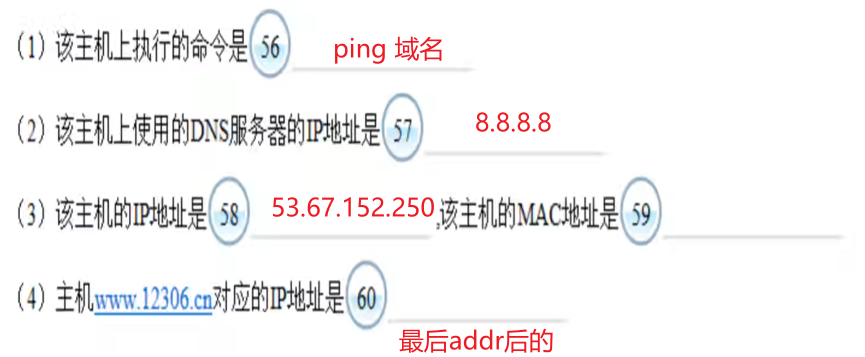 (1) 该主机上执行的命令是 56 ping 域名
(2) 该主机上使用的DNS服务器的IP地址是 57 8.8.8.8
(3) 该主机的IP地址是 58 53.67.152.250,该主机的MAC地址是 59
(4) 主机www.12306.cn对应的IP地址是 60
最后addr后的